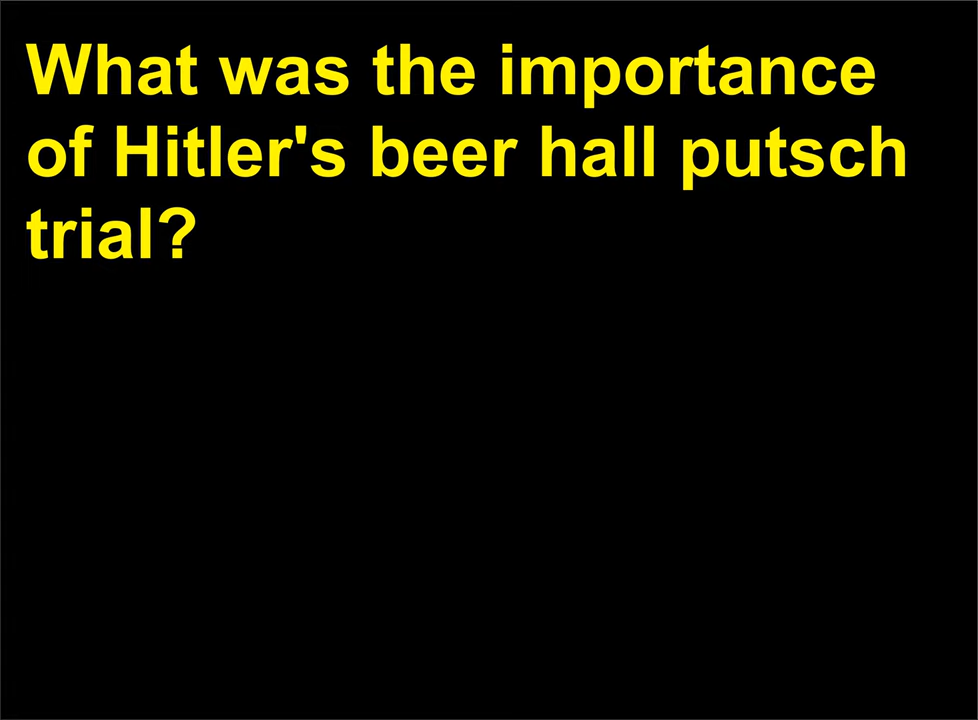 What was the importance
of Hitler's beer hall putsch
trial?